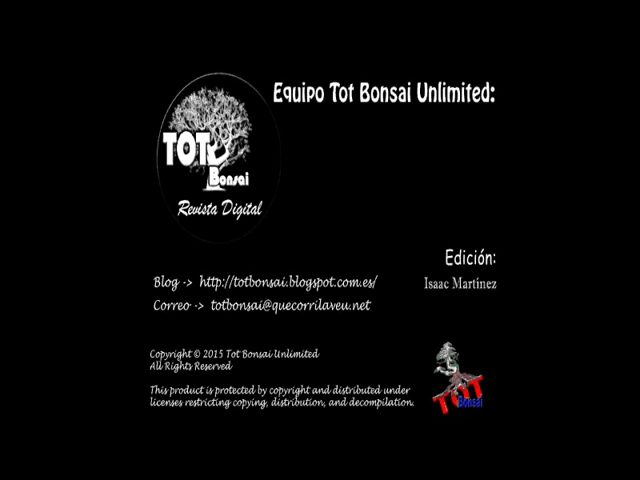 Equipo Tot Bonsai Unlimited:
TOT
Bonsai
Revista Digital
Edición:
Isaac Martínez
Blog -> http://totbonsai.blogspot.com.es/
Correo -> totbonsai@quecorrilaveu.net
Copyright © 2015 Tot Bonsai Unlimited
All Rights Reserved
This product is protected by copyright and distributed under
licenses restricting copying, distribution, and decompilation.
TOT
Bonsai